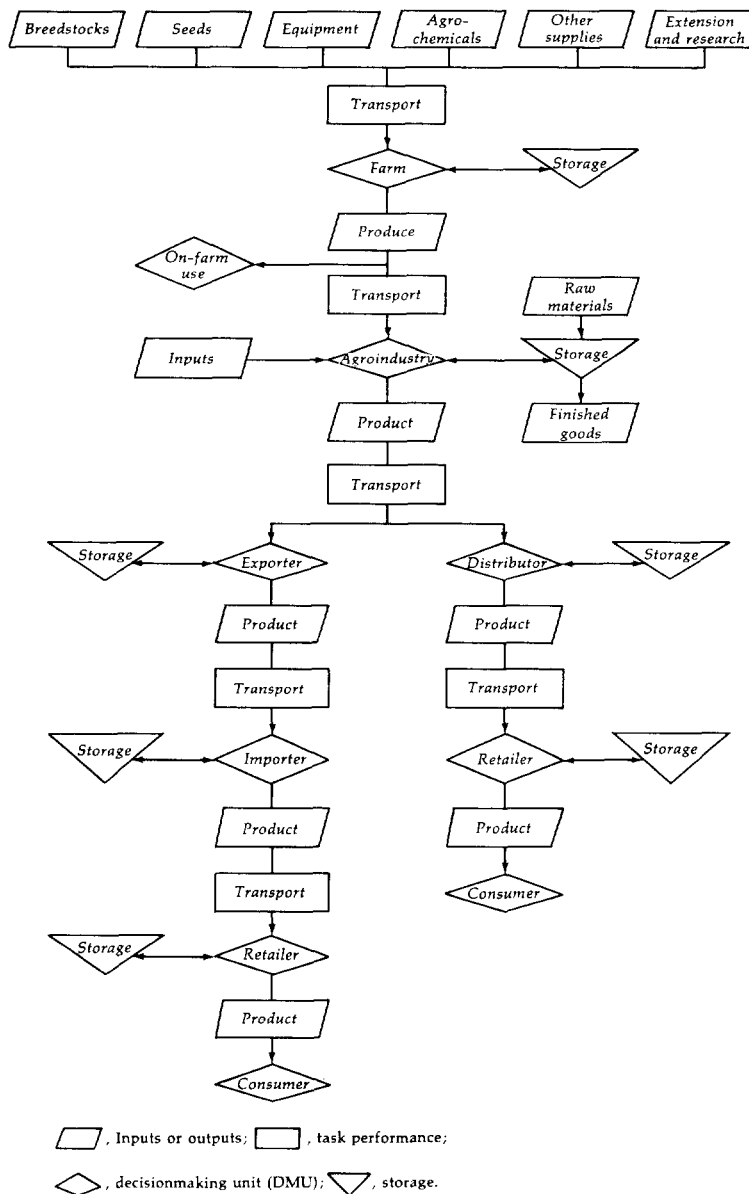 Breedstocks
Seeds
Equipment
Agro-
chemicals
Other
supplies
Extension
and research
Transport
Farm
Storage
Produce
On-farm
use
Transport
Raw
materials
Inputs
Agroindustry
Storage
Product
Finished
goods
Transport
Storage
Exporter
Distributor
Storage
Product
Product
Transport
Transport
Storage
Importer
Retailer
Storage
Product
Product
Transport
Consumer
Storage
Retailer
Product
Consumer
, Inputs or outputs; , task performance;
, decisionmaking unit (DMU); , storage.